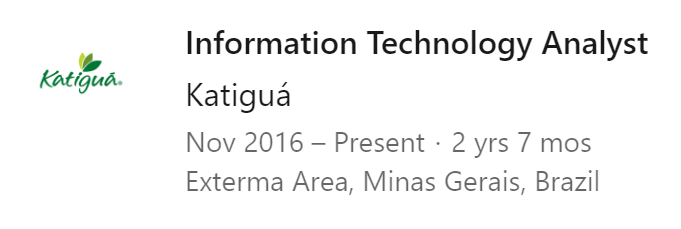 Katiguá
Information Technology Analyst
Katiguá
Nov 2016 – Present · 2 yrs 7 mos
Exterma Area, Minas Gerais, Brazil